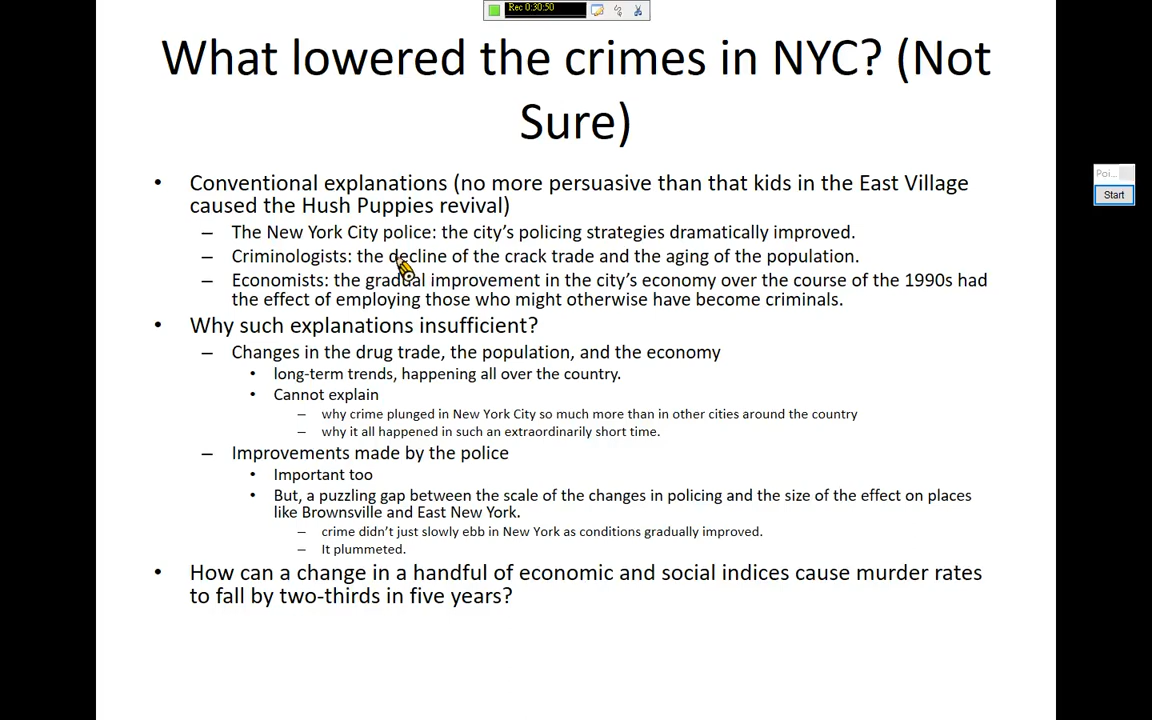 Rec 0:30:50
What lowered the crimes in NYC? (Not
Sure)
Poi...
Start
• Conventional explanations (no more persuasive than that kids in the East Village
caused the Hush Puppies revival)
– The New York City police: the city’s policing strategies dramatically improved.
– Criminologists: the decline of the crack trade and the aging of the population.
– Economists: the gradual improvement in the city’s economy over the course of the 1990s had
the effect of employing those who might otherwise have become criminals.
• Why such explanations insufficient?
– Changes in the drug trade, the population, and the economy
• long-term trends, happening all over the country.
• Cannot explain
– why crime plunged in New York City so much more than in other cities around the country
– why it all happened in such an extraordinarily short time.
– Improvements made by the police
• Important too
• But, a puzzling gap between the scale of the changes in policing and the size of the effect on places
like Brownsville and East New York.
– crime didn’t just slowly ebb in New York as conditions gradually improved.
– It plummeted.
• How can a change in a handful of economic and social indices cause murder rates
to fall by two-thirds in five years?